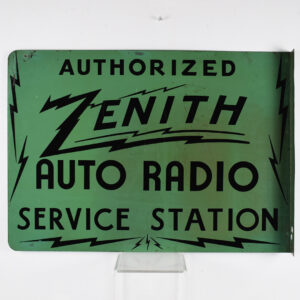 AUTHORIZED
ZENITH
AUTO RADIO
SERVICE STATION